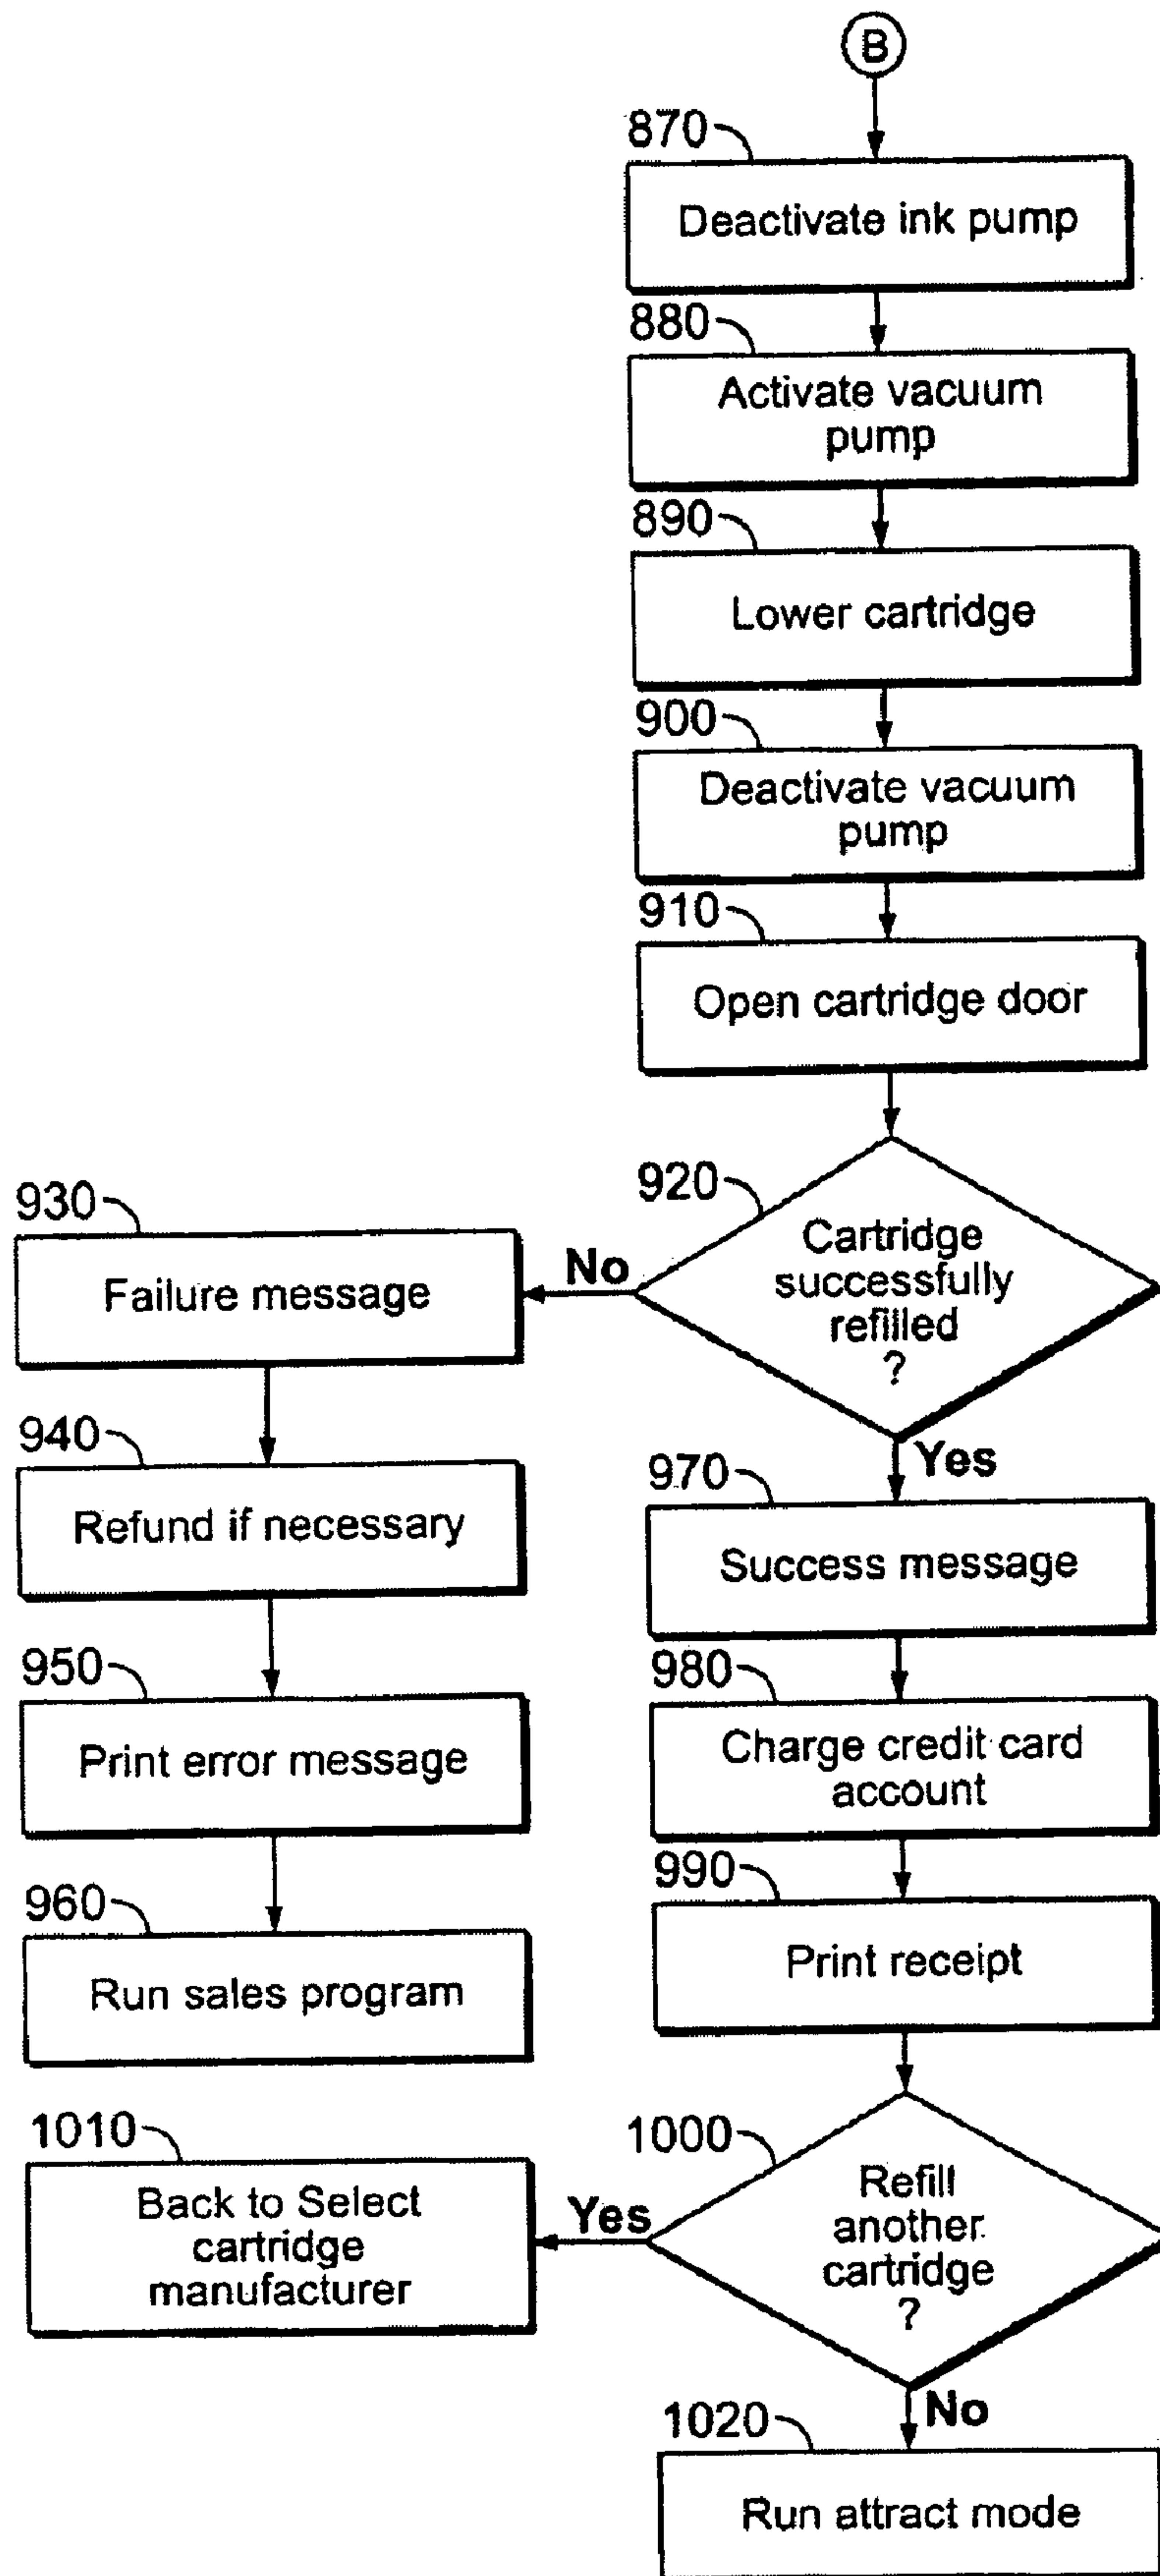 B
870
Deactivate ink pump
880
Activate vacuum
pump
890
Lower cartridge
900
Deactivate vacuum
pump
910
Open cartridge door
920
Cartridge
successfully
refilled
?
No
930
Failure message
940
Refund if necessary
950
Print error message
960
Run sales program
Yes
970
Success message
980
Charge credit card
account
990
Print receipt
1000
Refill
another
cartridge
?
Yes
1010
Back to Select
cartridge
manufacturer
No
1020
Run attract mode